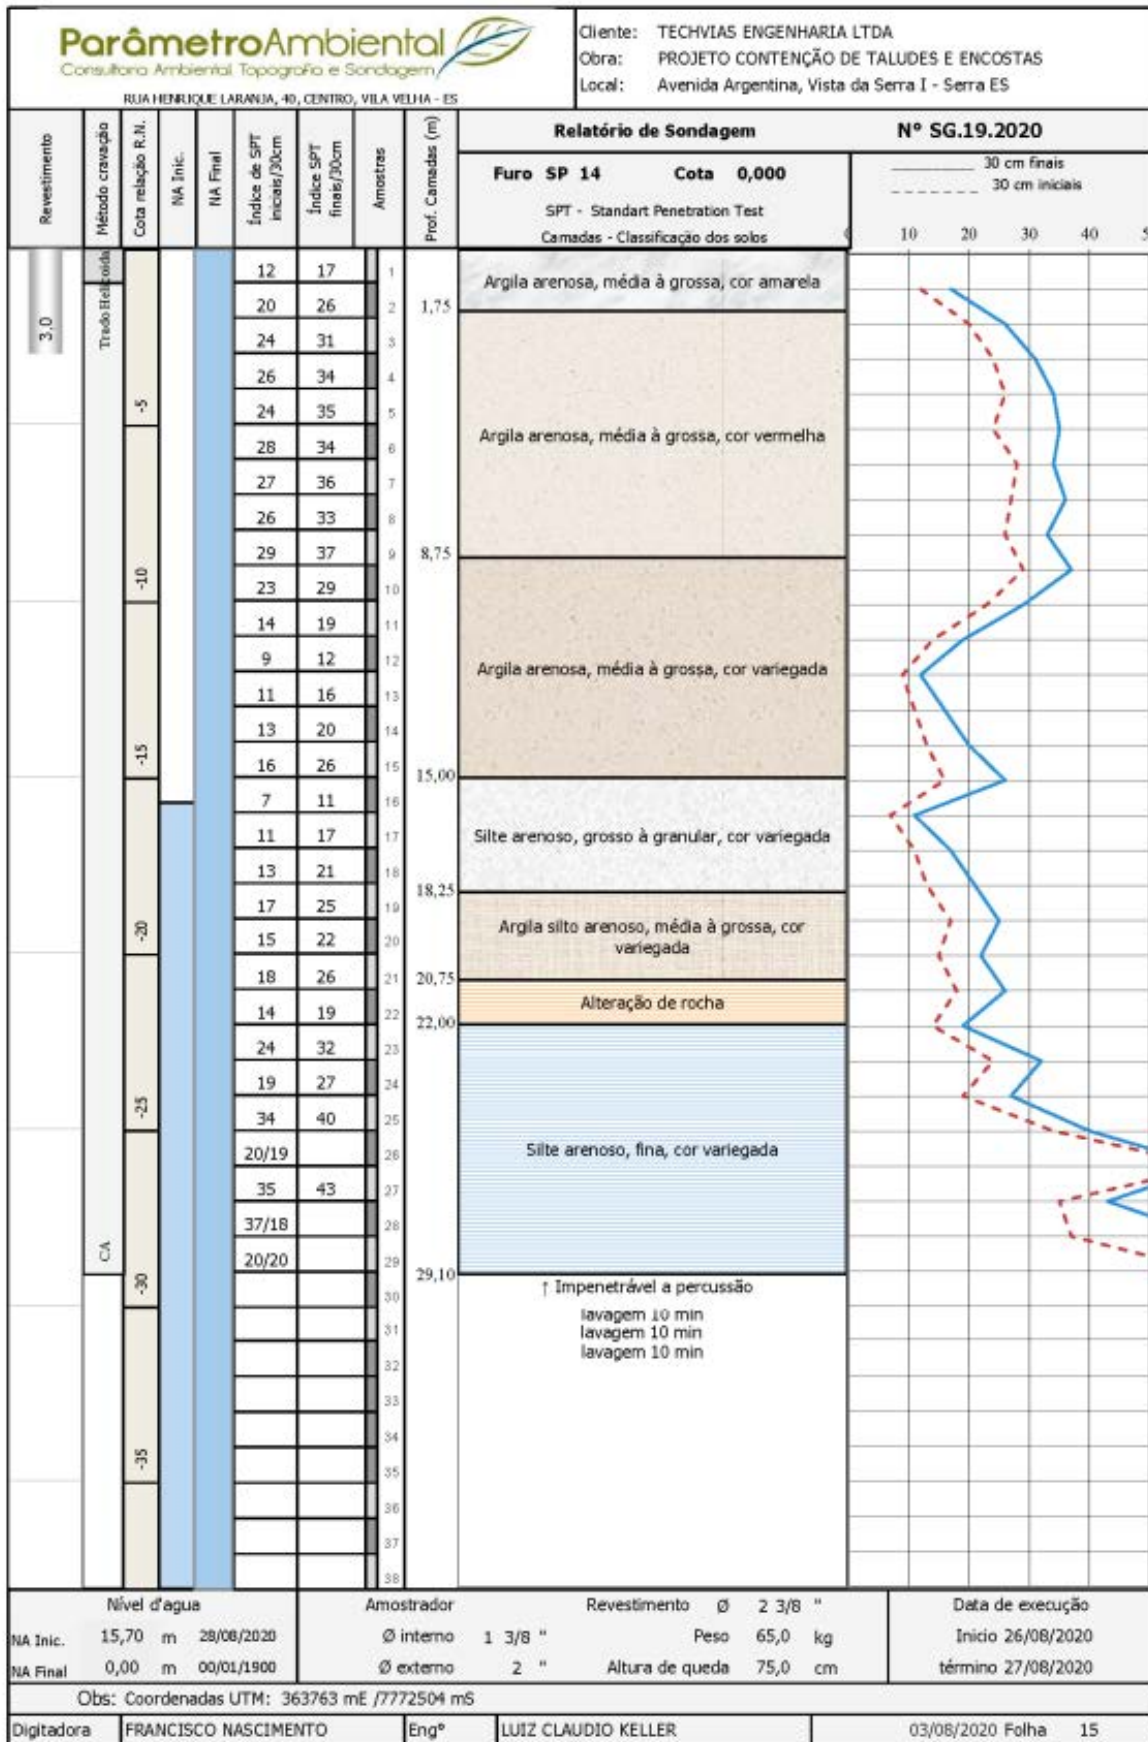 ParâmetroAmbiental
Consultoria Ambiental, Topografia e Sondagem
RUA HENRIQUE LARANJA, 40, CENTRO, VILA VELHA - ES
Cliente: TECHVIAS ENGENHARIA LTDA
Obra: PROJETO CONTENÇÃO DE TALUDES E ENCOSTAS
Local: Avenida Argentina, Vista da Serra I - Serra ES
Revestimento
Método cravação
Cota relação R.N.
NA Inic.
NA Final
Índice de SPT iniciais/30cm
Índice SPT finais/30cm
Amostras
Prof. Camadas (m)
Relatório de Sondagem
Nº SG.19.2020
Furo SP 14 Cota 0,000
SPT - Standart Penetration Test
Camadas - Classificação dos solos
30 cm finais
30 cm iniciais
10 20 30 40
3.0
Trado Helicoidal
12 17 1
20 26 2 1,75
24 31 3
26 34 4
-5 24 35 5
28 34 6
27 36 7
26 33 8
29 37 9 8,75
-10 23 29 10
14 19 11
9 12 12
11 16 13
13 20 14
-15 16 26 15 15,00
7 11 16
11 17 17
13 21 18 18,25
17 25 19
-20 15 22 20
18 26 21 20,75
14 19 22 22,00
24 32 23
19 27 24
-25 34 40 25
20/19 26
35 43 27
37/18 28
CA 20/20 29 29,10
-30 30
31
32
33
34
-35 35
36
37
38
Argila arenosa, média à grossa, cor amarela
Argila arenosa, média à grossa, cor vermelha
Argila arenosa, média à grossa, cor variegada
Silte arenoso, grosso à granular, cor variegada
Argila silto arenoso, média à grossa, cor
variegada
Alteração de rocha
Silte arenoso, fina, cor variegada
↑ Impenetrável a percussão
lavagem 10 min
lavagem 10 min
lavagem 10 min
Nível d'agua
NA Inic. 15,70 m 28/08/2020
NA Final 0,00 m 00/01/1900
Amostrador
Ø interno 1 3/8 "
Ø externo 2 "
Revestimento Ø 2 3/8 "
Peso 65,0 kg
Altura de queda 75,0 cm
Data de execução
Inicio 26/08/2020
término 27/08/2020
Obs: Coordenadas UTM: 363763 mE /7772504 mS
Digitadora FRANCISCO NASCIMENTO Engº LUIZ CLAUDIO KELLER 03/08/2020 Folha 15